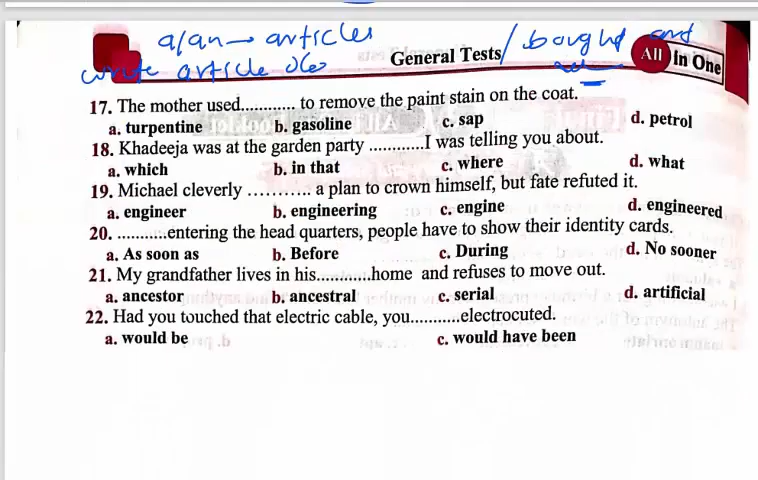 a/an → articles
/ bought and
write article
General Tests
All in One
17. The mother used............ to remove the paint stain on the coat.
a. turpentine b. gasoline c. sap d. petrol
18. Khadeeja was at the garden party ............I was telling you about.
a. which b. in that c. where d. what
19. Michael cleverly .......... a plan to crown himself, but fate refuted it.
a. engineer b. engineering c. engine d. engineered
20. ..........entering the head quarters, people have to show their identity cards.
a. As soon as b. Before c. During d. No sooner
21. My grandfather lives in his...........home and refuses to move out.
a. ancestor b. ancestral c. serial d. artificial
22. Had you touched that electric cable, you..........electrocuted.
a. would be c. would have been